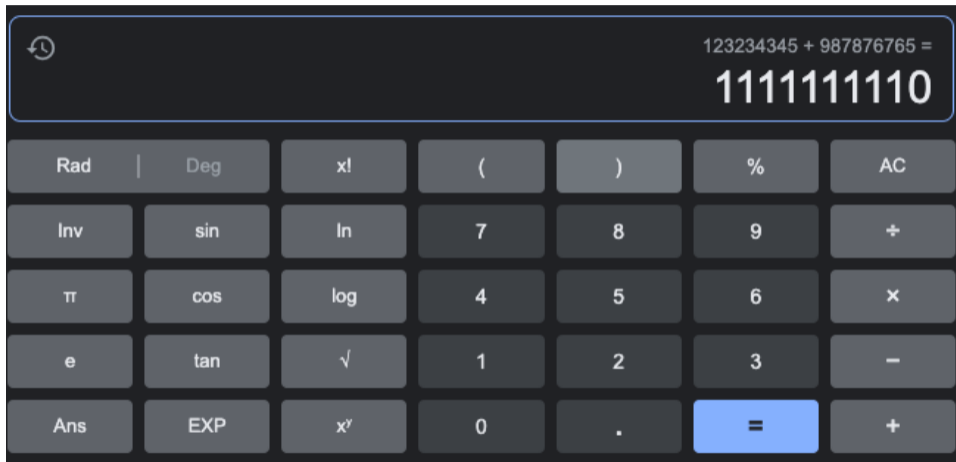 123234345 + 987876765 =
1111111110
Rad | Deg x! ( ) % AC
Inv sin ln 7 8 9 ÷
π cos log 4 5 6 ×
e tan √ 1 2 3 −
Ans EXP xʸ 0 . = +